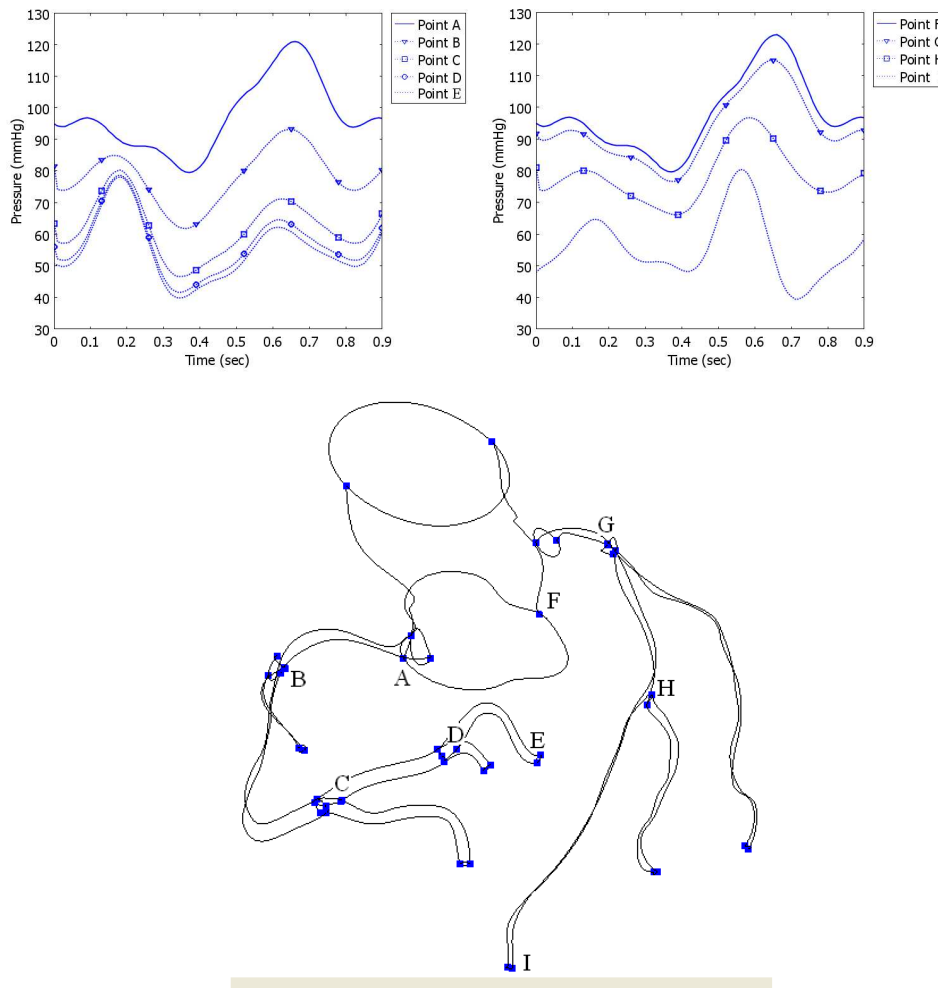 130
120
110
100
90
80
70
60
50
40
30
Pressure (mmHg)
0 0.1 0.2 0.3 0.4 0.5 0.6 0.7 0.8 0.9
Time (sec)
Point A
Point B
Point C
Point D
Point E
130
120
110
100
90
80
70
60
50
40
30
Pressure (mmHg)
0 0.1 0.2 0.3 0.4 0.5 0.6 0.7 0.8 0.9
Time (sec)
Point
Point
Point
Point
G
F
B
A
H
D
E
C
I